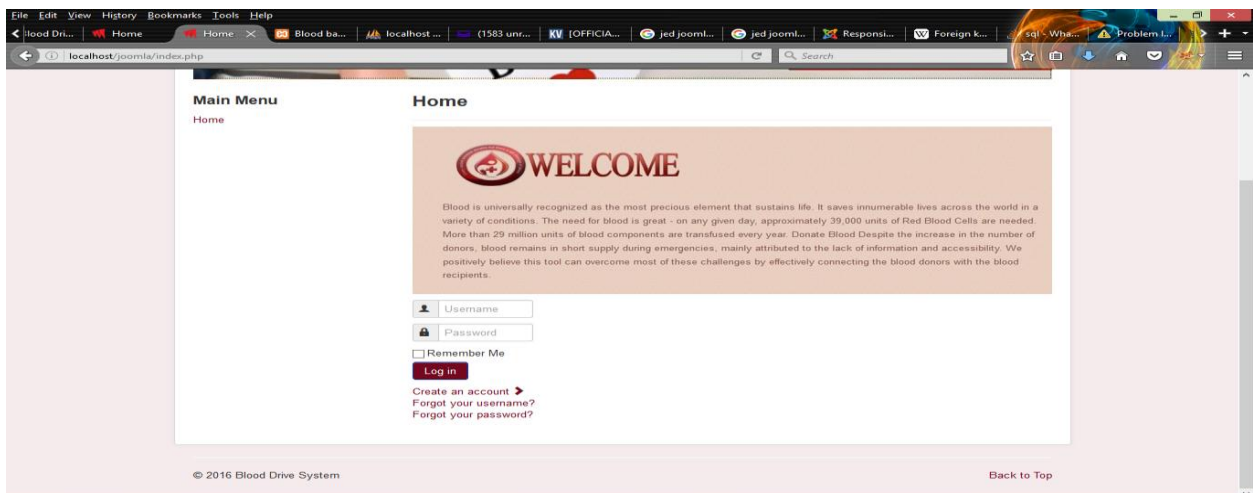 File Edit View History Bookmarks Tools Help
lood Dri... Home Home Blood ba... localhost ... (1583 unr... KV [OFFICIA... jed jooml... jed jooml... Responsi... Foreign k... sql - Wha... Problem l...
localhost/joomla/index.php Search
Main Menu
Home
Home
WELCOME
Blood is universally recognized as the most precious element that sustains life. It saves innumerable lives across the world in a
variety of conditions. The need for blood is great - on any given day, approximately 39,000 units of Red Blood Cells are needed.
More than 29 million units of blood components are transfused every year. Donate Blood Despite the increase in the number of
donors, blood remains in short supply during emergencies, mainly attributed to the lack of information and accessibility. We
positively believe this tool can overcome most of these challenges by effectively connecting the blood donors with the blood
recipients.
Username
Password
Remember Me
Log in
Create an account
Forgot your username?
Forgot your password?
© 2016 Blood Drive System Back to Top